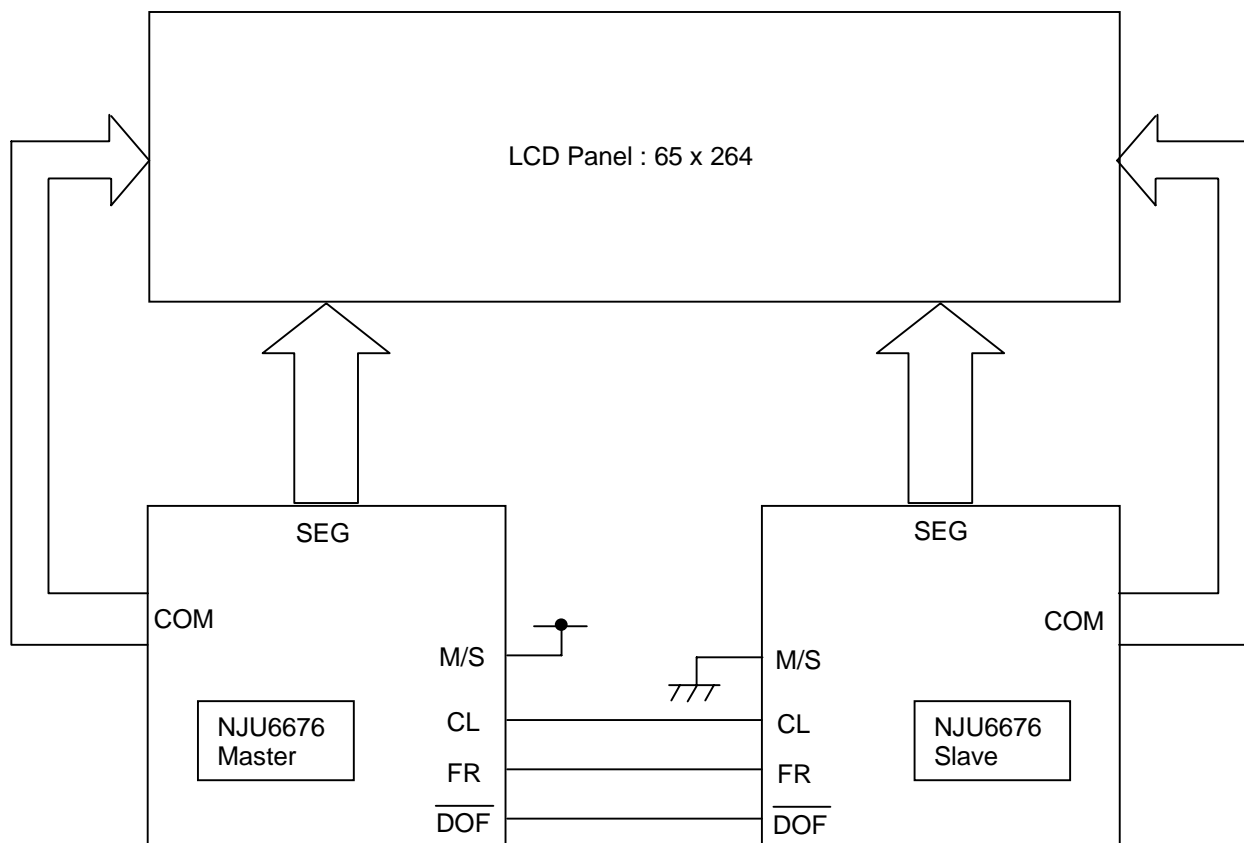 LCD Panel : 65 x 264
SEG
SEG
COM
COM
M/S
M/S
NJU6676
Master
CL
CL
NJU6676
Slave
FR
FR
DOF
DOF